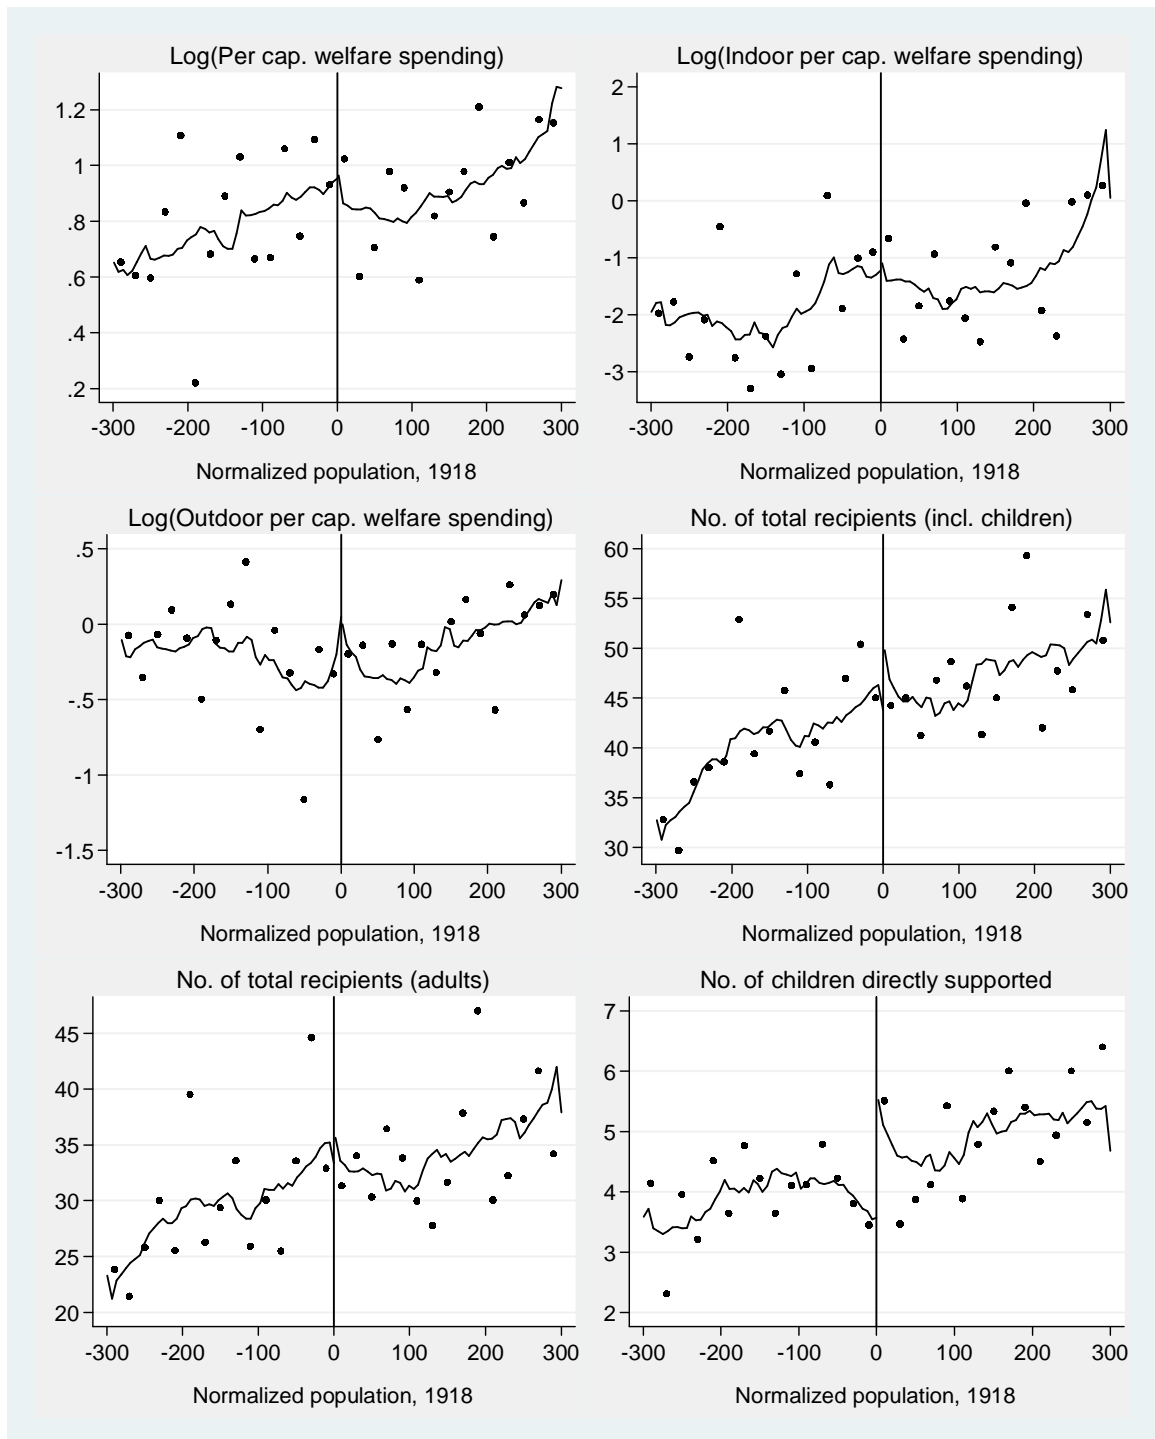 Log(Per cap. welfare spending)
1.2
1
.8
.6
.4
.2
-300 -200 -100 0 100 200 300
Normalized population, 1918
Log(Indoor per cap. welfare spending)
2
1
0
-1
-2
-3
-300 -200 -100 0 100 200 300
Normalized population, 1918
Log(Outdoor per cap. welfare spending)
.5
0
-.5
-1
-1.5
-300 -200 -100 0 100 200 300
Normalized population, 1918
No. of total recipients (incl. children)
60
55
50
45
40
35
30
-300 -200 -100 0 100 200 300
Normalized population, 1918
No. of total recipients (adults)
45
40
35
30
25
20
-300 -200 -100 0 100 200 300
Normalized population, 1918
No. of children directly supported
7
6
5
4
3
2
-300 -200 -100 0 100 200 300
Normalized population, 1918